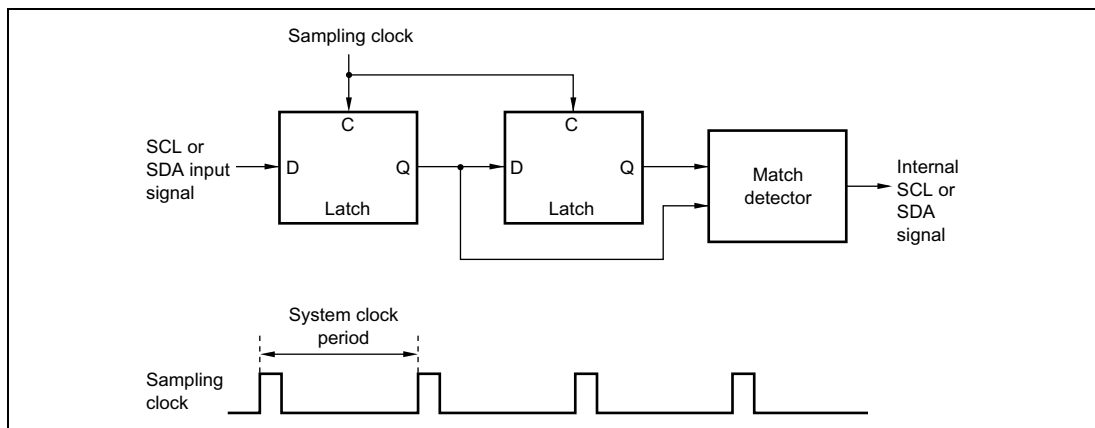 Sampling clock
C
C
SCL or
SDA input
signal
D
Q
D
Q
Latch
Latch
Match
detector
Internal
SCL or
SDA
signal
System clock
period
Sampling
clock